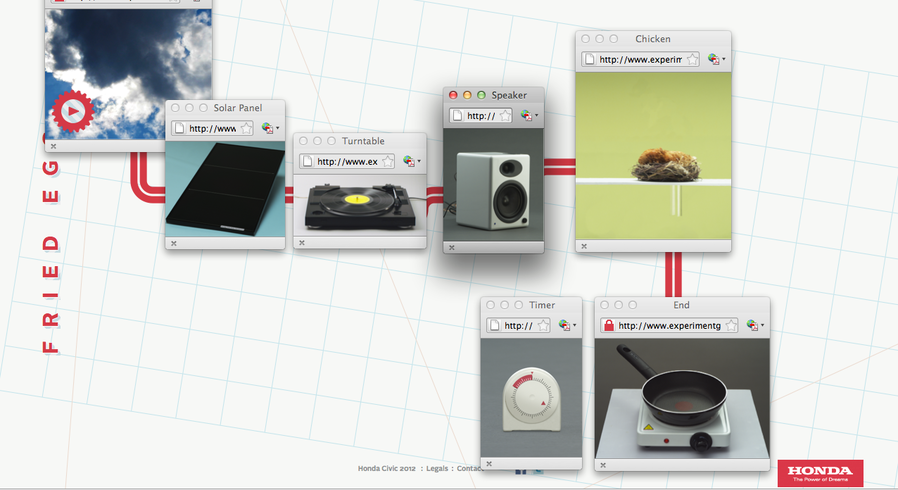 Chicken
http://www.experim
Speaker
http://
Solar Panel
http://www
Turntable
http://www.ex
FRIED EG
Timer
http://
End
http://www.experimentg
Honda Civic 2012 : Legals : Contac
HONDA
The Power of Dreams